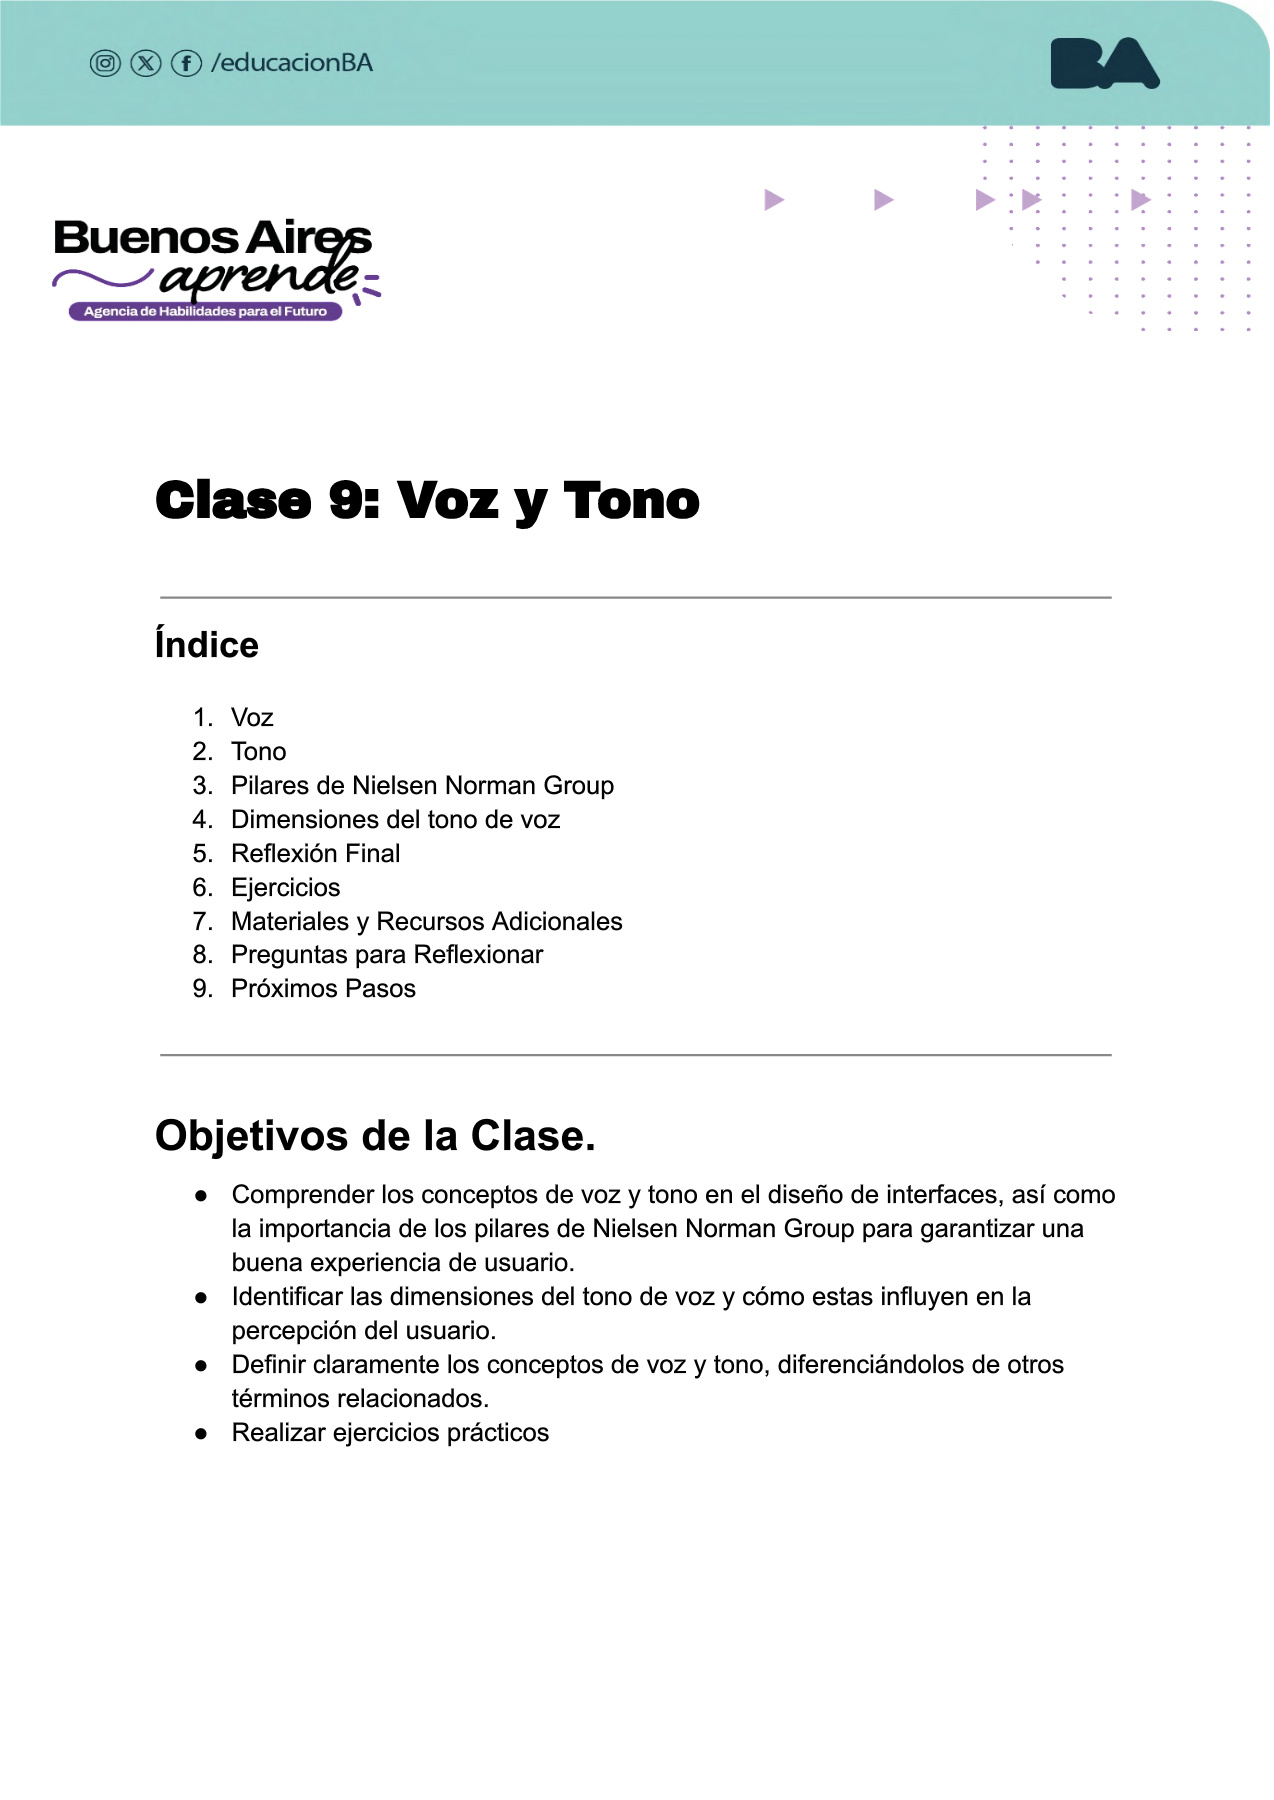 /educacionBA
BA
Buenos Aires
aprende
Agencia de Habilidades para el Futuro
Clase 9: Voz y Tono
Índice
1. Voz
2. Tono
3. Pilares de Nielsen Norman Group
4. Dimensiones del tono de voz
5. Reflexión Final
6. Ejercicios
7. Materiales y Recursos Adicionales
8. Preguntas para Reflexionar
9. Próximos Pasos
Objetivos de la Clase.
● Comprender los conceptos de voz y tono en el diseño de interfaces, así como
la importancia de los pilares de Nielsen Norman Group para garantizar una
buena experiencia de usuario.
● Identificar las dimensiones del tono de voz y cómo estas influyen en la
percepción del usuario.
● Definir claramente los conceptos de voz y tono, diferenciándolos de otros
términos relacionados.
● Realizar ejercicios prácticos